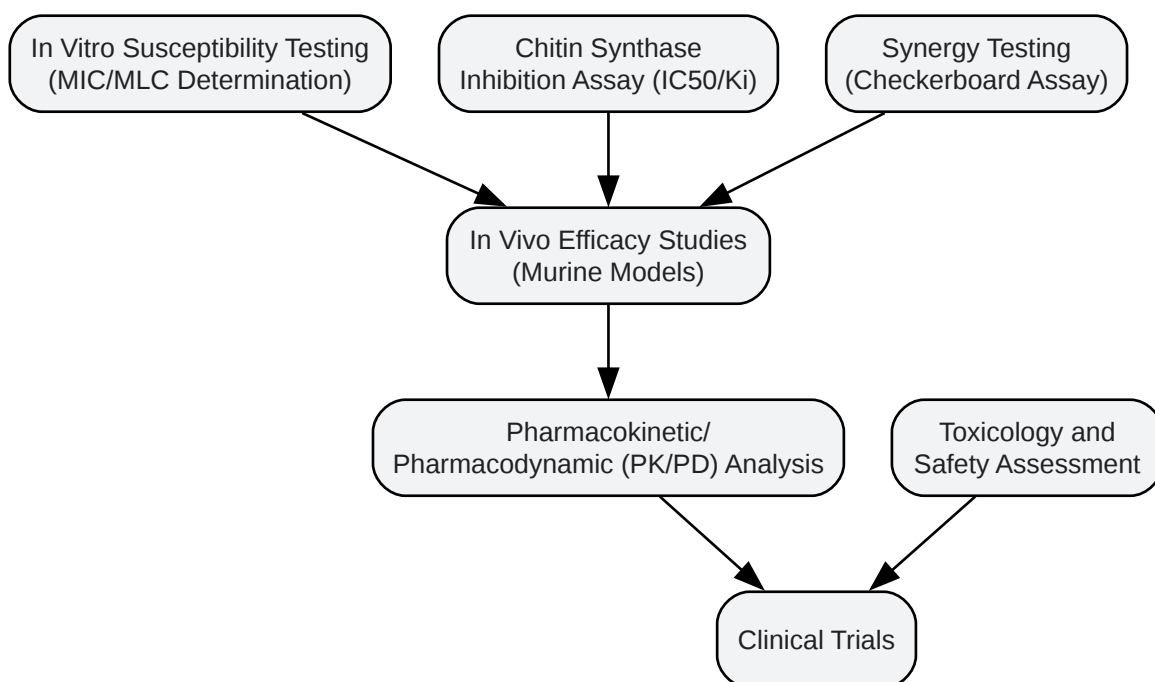 In Vitro Susceptibility Testing
(MIC/MLC Determination)
Chitin Synthase
Inhibition Assay (IC50/Ki)
Synergy Testing
(Checkerboard Assay)
In Vivo Efficacy Studies
(Murine Models)
Pharmacokinetic/
Pharmacodynamic (PK/PD) Analysis
Toxicology and
Safety Assessment
Clinical Trials